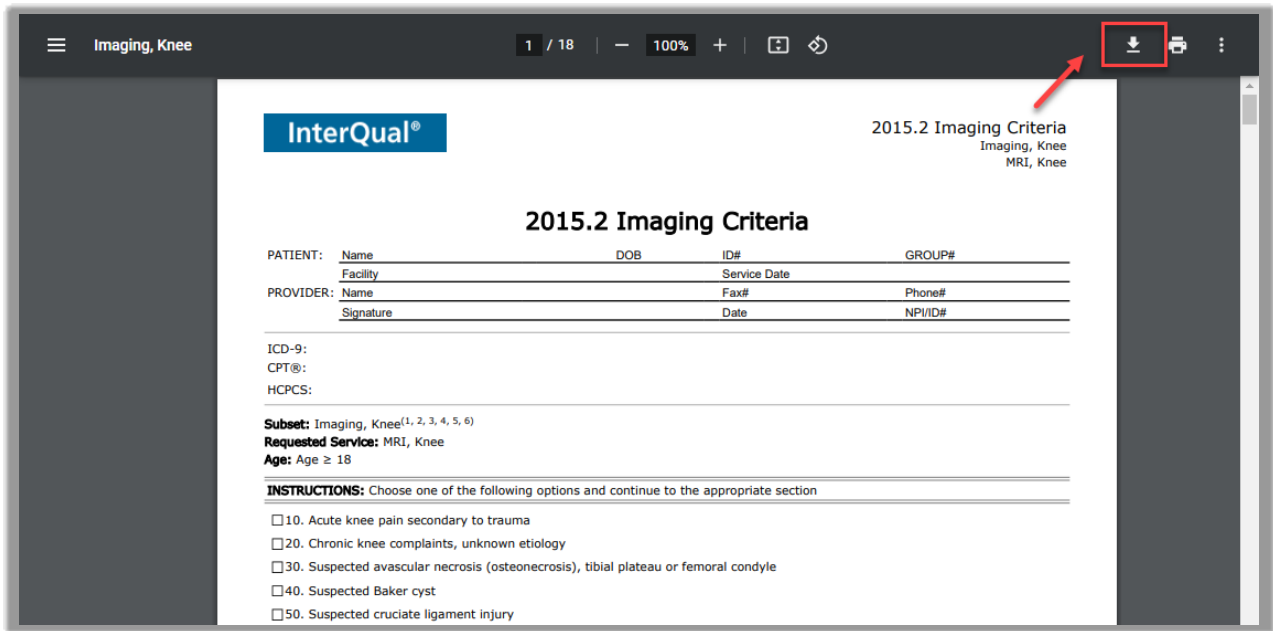 Imaging, Knee 1 / 18 100%
InterQual®
2015.2 Imaging Criteria
Imaging, Knee
MRI, Knee
2015.2 Imaging Criteria
PATIENT: Name DOB ID# GROUP#
Facility Service Date
PROVIDER: Name Fax# Phone#
Signature Date NPI/ID#
ICD-9:
CPT®:
HCPCS:
Subset: Imaging, Knee(1, 2, 3, 4, 5, 6)
Requested Service: MRI, Knee
Age: Age ≥ 18
INSTRUCTIONS: Choose one of the following options and continue to the appropriate section
10. Acute knee pain secondary to trauma
20. Chronic knee complaints, unknown etiology
30. Suspected avascular necrosis (osteonecrosis), tibial plateau or femoral condyle
40. Suspected Baker cyst
50. Suspected cruciate ligament injury